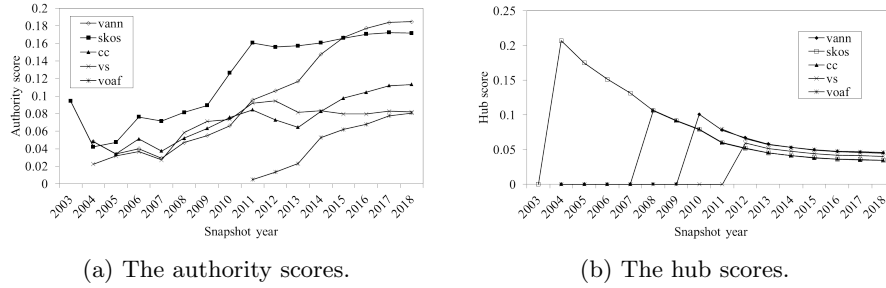 0.2
0.18
0.16
0.14
0.12
0.1
0.08
0.06
0.04
0.02
0
Authority score
vann
skos
cc
vs
voaf
2003 2004 2005 2006 2007 2008 2009 2010 2011 2012 2013 2014 2015 2016 2017 2018
Snapshot year
(a) The authority scores.
0.25
0.2
0.15
0.1
0.05
0
Hub score
vann
skos
cc
vs
voaf
2003 2004 2005 2006 2007 2008 2009 2010 2011 2012 2013 2014 2015 2016 2017 2018
Snapshot year
(b) The hub scores.